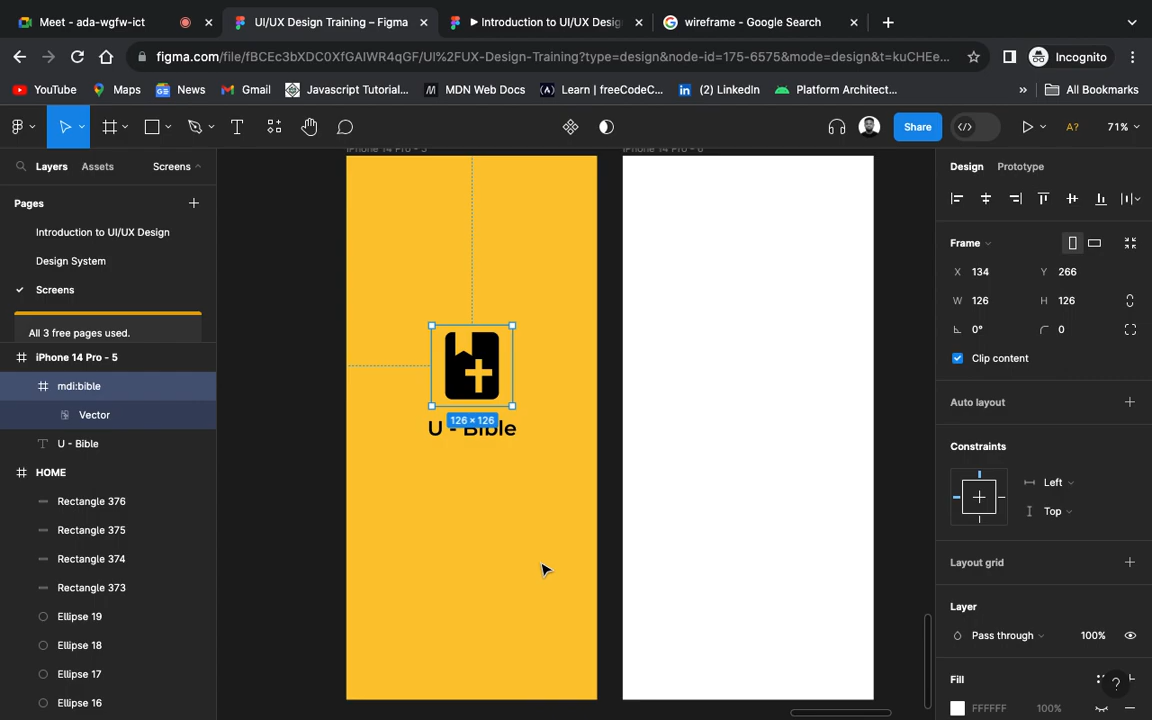 Meet - ada-wgfw-ict
UI/UX Design Training – Figma
Introduction to UI/UX Desig
wireframe - Google Search
figma.com/file/fBCEc3bXDC0XfGAIWR4qGF/UI%2FUX-Design-Training?type=design&node-id=175-6575&mode=design&t=kuCHEe...
Incognito
YouTube
Maps
News
Gmail
Javascript Tutorial...
MDN Web Docs
Learn | freeCodeC...
(2) LinkedIn
Platform Architect...
»
All Bookmarks
Share
A?
71%
Layers
Assets
Screens
Pages
Introduction to UI/UX Design
Design System
Screens
All 3 free pages used.
iPhone 14 Pro - 5
mdi:bible
Vector
U - Bible
HOME
Rectangle 376
Rectangle 375
Rectangle 374
Rectangle 373
Ellipse 19
Ellipse 18
Ellipse 17
Ellipse 16
iPhone 14 Pro - 5
iPhone 14 Pro - 6
126 × 126
U - Bible
Design
Prototype
Frame
X 134
Y 266
W 126
H 126
0°
0
Clip content
Auto layout
Constraints
Left
Top
Layout grid
Layer
Pass through
100%
Fill
?
FFFFFF
100%